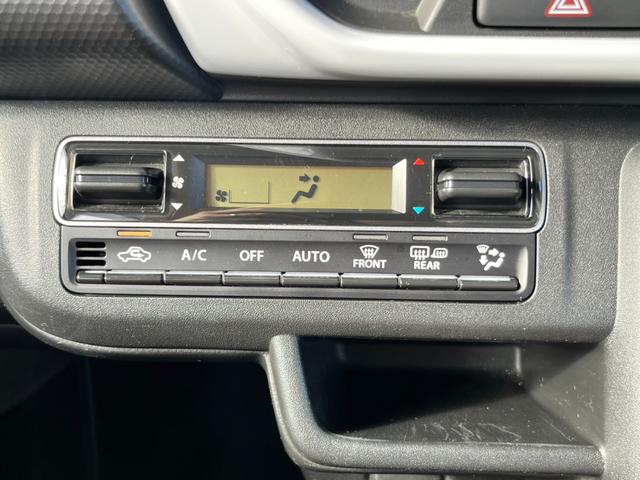 A/C OFF AUTO FRONT REAR